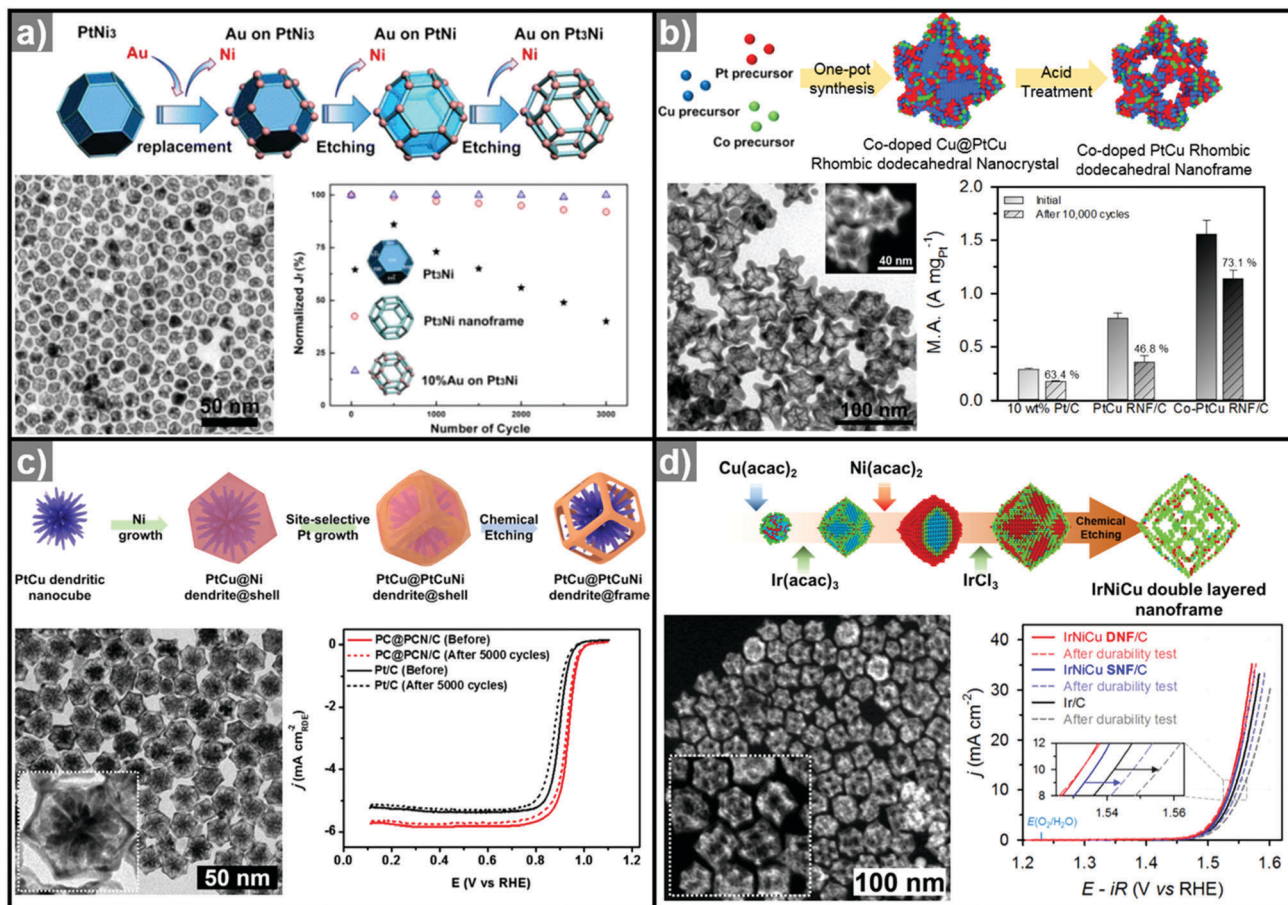 a)
PtNi3
Au on PtNi3
Au on PtNi
Au on Pt3Ni
Au
Ni
Ni
Ni
replacement
Etching
Etching
50 nm
Normalized Jf (%)
100
75
50
25
0
Pt3Ni
Pt3Ni nanoframe
10%Au on Pt3Ni
0
1000
2000
3000
Number of Cycle
b)
Pt precursor
Cu precursor
Co precursor
One-pot
synthesis
Acid
Treatment
Co-doped Cu@PtCu
Rhombic dodecahedral Nanocrystal
Co-doped PtCu Rhombic
dodecahedral Nanoframe
40 nm
100 nm
M.A. (A mgPt-1)
2.0
1.5
1.0
0.5
0.0
Initial
After 10,000 cycles
63.4 %
46.8 %
73.1 %
10 wt% Pt/C
PtCu RNF/C
Co-PtCu RNF/C
c)
Ni
growth
Site-selective
Pt growth
Chemical
Etching
PtCu dendritic
nanocube
PtCu@Ni
dendrite@shell
PtCu@PtCuNi
dendrite@shell
PtCu@PtCuNi
dendrite@frame
50 nm
j (mA cm-2RDE)
0
-2
-4
-6
PC@PCN/C (Before)
PC@PCN/C (After 5000 cycles)
Pt/C (Before)
Pt/C (After 5000 cycles)
0.0
0.2
0.4
0.6
0.8
1.0
1.2
E (V vs RHE)
d)
Cu(acac)2
Ni(acac)2
Ir(acac)3
IrCl3
Chemical
Etching
IrNiCu double layered
nanoframe
100 nm
j (mA cm-2)
40
30
20
10
0
IrNiCu DNF/C
After durability test
IrNiCu SNF/C
After durability test
Ir/C
After durability test
12
10
8
1.54
1.56
E(O2/H2O)
1.2
1.3
1.4
1.5
1.6
E - iR (V vs RHE)